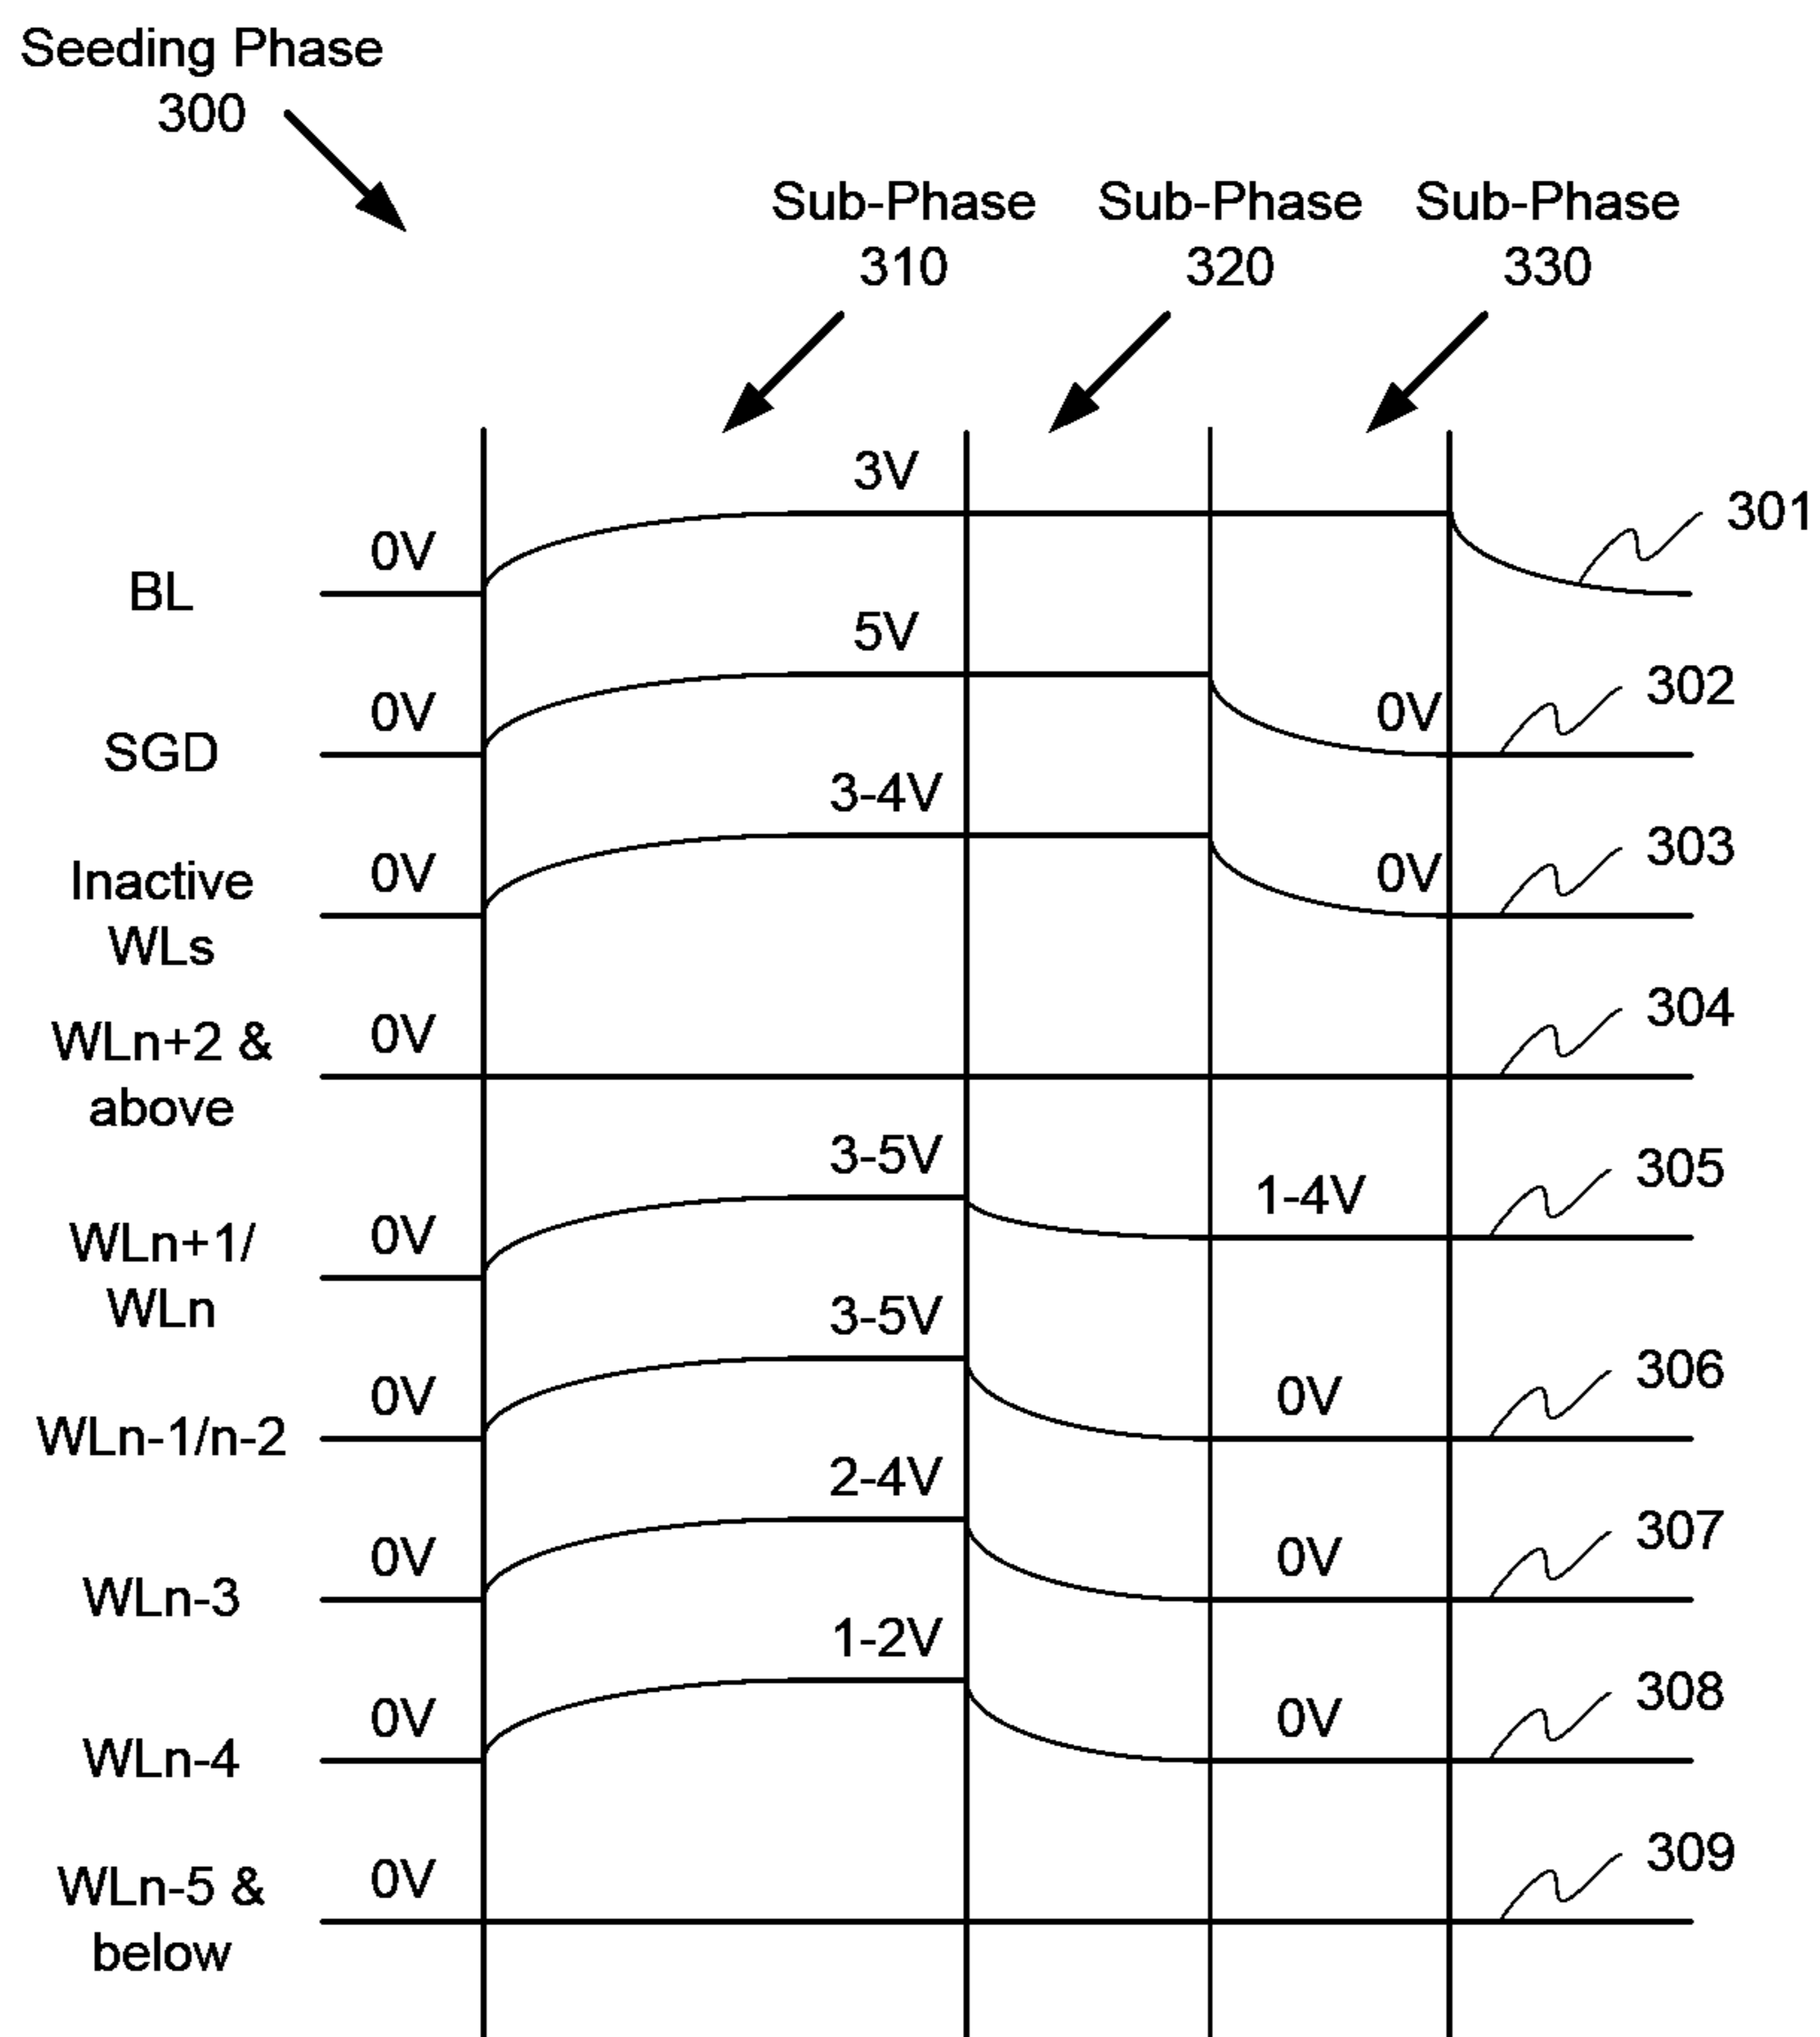 Seeding Phase
300
Sub-Phase
310
Sub-Phase
320
Sub-Phase
330
3V
0V
BL
301
5V
0V
SGD
0V
302
3-4V
0V
Inactive
WLs
0V
303
0V
WLn+2 &
above
304
3-5V
0V
WLn+1/
WLn
1-4V
305
3-5V
0V
WLn-1/n-2
0V
306
2-4V
0V
WLn-3
0V
307
1-2V
0V
WLn-4
0V
308
0V
WLn-5 &
below
309